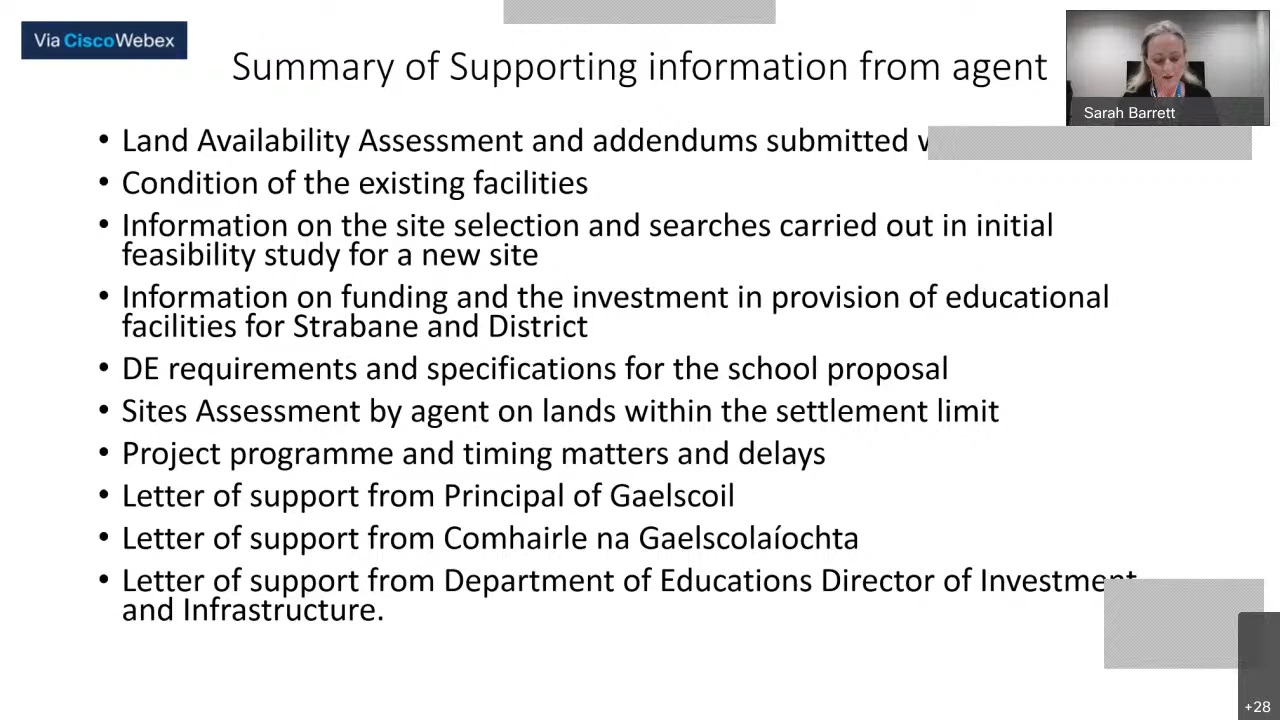 Via CiscoWebex
Summary of Supporting information from agent
Sarah Barrett
• Land Availability Assessment and addendums submitted
• Condition of the existing facilities
• Information on the site selection and searches carried out in initial
feasibility study for a new site
• Information on funding and the investment in provision of educational
facilities for Strabane and District
• DE requirements and specifications for the school proposal
• Sites Assessment by agent on lands within the settlement limit
• Project programme and timing matters and delays
• Letter of support from Principal of Gaelscoil
• Letter of support from Comhairle na Gaelscolaíochta
• Letter of support from Department of Educations Director of Investment
and Infrastructure.
+28